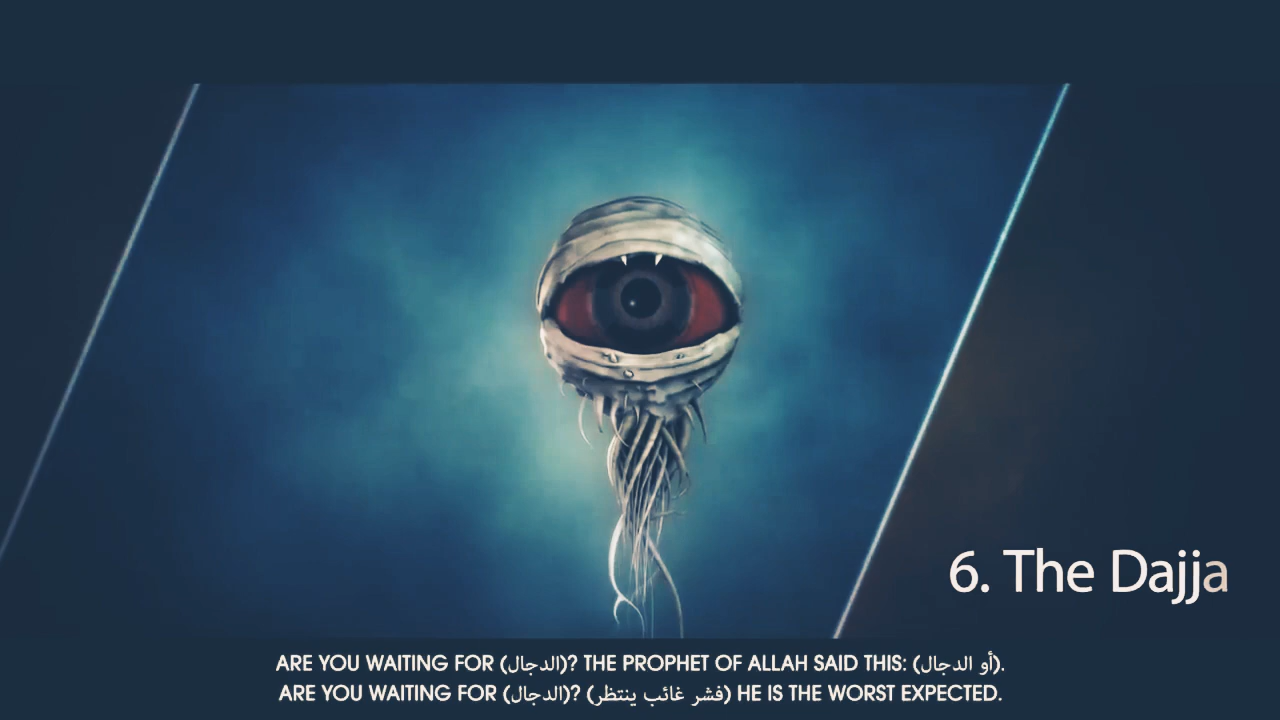 6. The Dajja
ARE YOU WAITING FOR (الدجال)? THE PROPHET OF ALLAH SAID THIS: (أو الدجال).
ARE YOU WAITING FOR (الدجال)? (فشر غائب ينتظر) HE IS THE WORST EXPECTED.